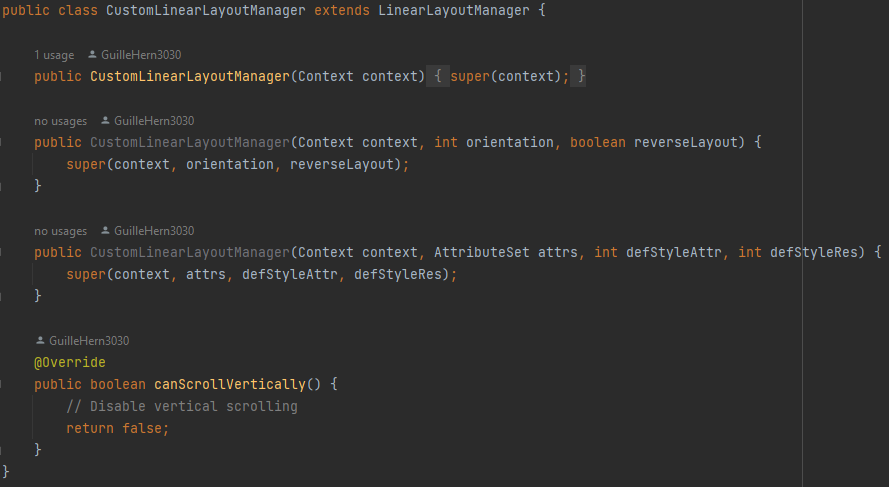 public class CustomLinearLayoutManager extends LinearLayoutManager {
1 usage GuilleHern3030
public CustomLinearLayoutManager(Context context) { super(context); }
no usages GuilleHern3030
public CustomLinearLayoutManager(Context context, int orientation, boolean reverseLayout) {
super(context, orientation, reverseLayout);
}
no usages GuilleHern3030
public CustomLinearLayoutManager(Context context, AttributeSet attrs, int defStyleAttr, int defStyleRes) {
super(context, attrs, defStyleAttr, defStyleRes);
}
GuilleHern3030
@Override
public boolean canScrollVertically() {
// Disable vertical scrolling
return false;
}
}